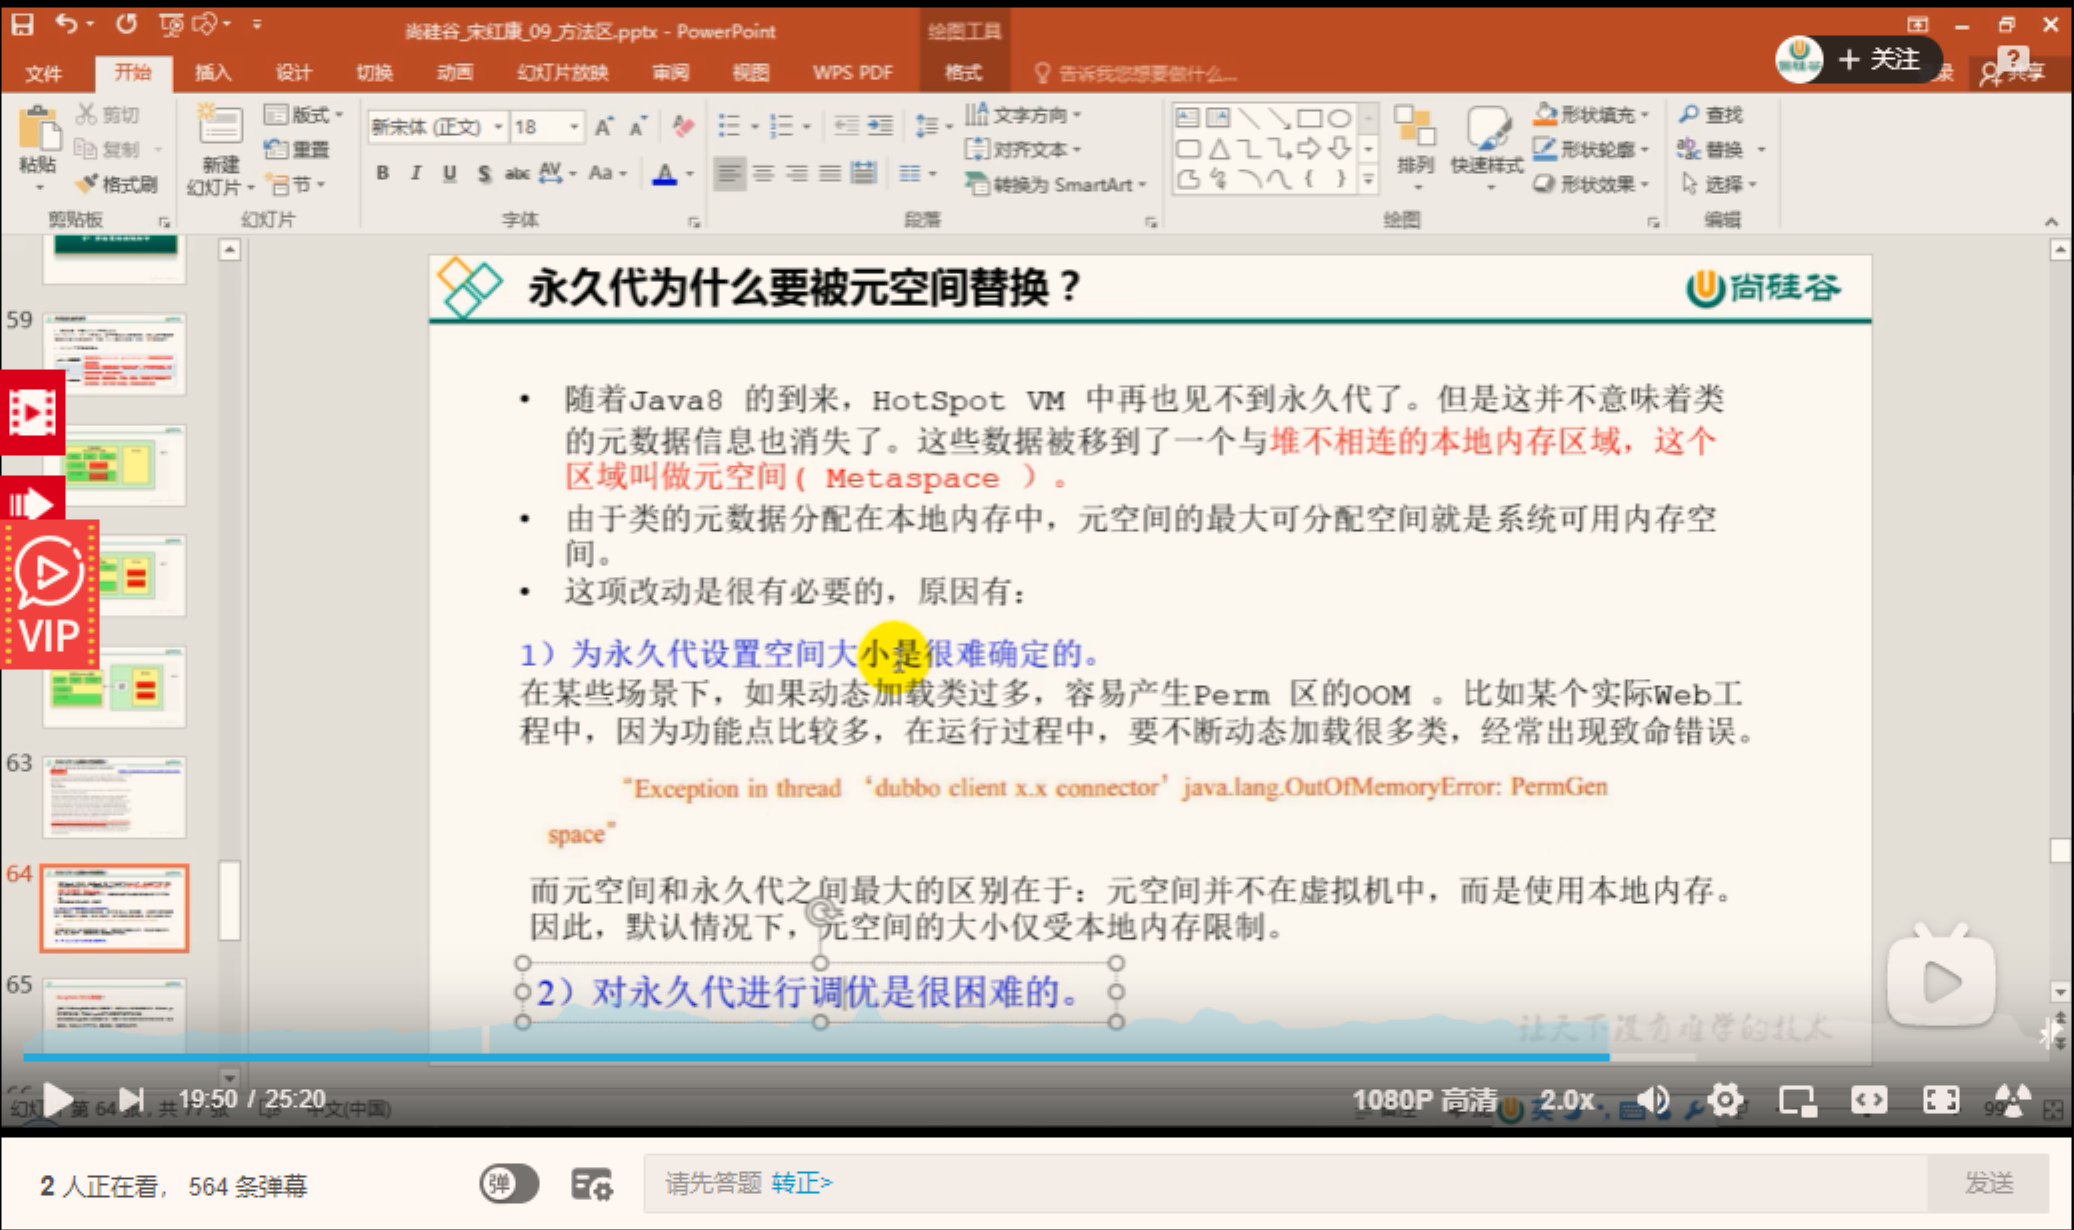 尚硅谷_宋红康_09_方法区.pptx - PowerPoint
绘图工具
文件 开始 插入 设计 切换 动画 幻灯片放映 审阅 视图 WPS PDF 格式 告诉我您想要做什么...
+ 关注
共享
粘贴
剪切
复制
格式刷
剪贴板
新建
幻灯片
版式
重置
节
幻灯片
新宋体 (正文) 18
B I U S abc AV Aa A
字体
文字方向
对齐文本
转换为 SmartArt
段落
排列
快速样式
形状填充
形状轮廓
形状效果
绘图
查找
替换
选择
编辑
59
63
64
65
VIP
永久代为什么要被元空间替换？
尚硅谷
• 随着Java8 的到来，HotSpot VM 中再也见不到永久代了。但是这并不意味着类
的元数据信息也消失了。这些数据被移到了一个与堆不相连的本地内存区域，这个
区域叫做元空间( Metaspace )。
• 由于类的元数据分配在本地内存中，元空间的最大可分配空间就是系统可用内存空
间。
• 这项改动是很有必要的，原因有：
1）为永久代设置空间大小是很难确定的。
在某些场景下，如果动态加载类过多，容易产生Perm 区的OOM 。比如某个实际Web工
程中，因为功能点比较多，在运行过程中，要不断动态加载很多类，经常出现致命错误。
"Exception in thread ‘dubbo client x.x connector’ java.lang.OutOfMemoryError: PermGen
space"
而元空间和永久代之间最大的区别在于：元空间并不在虚拟机中，而是使用本地内存。
因此，默认情况下，元空间的大小仅受本地内存限制。
2）对永久代进行调优是很困难的。
让天下没有难学的技术
19:50 / 25:20
1080P 高清 2.0x
中文(中国)
2 人正在看， 564 条弹幕
弹
请先答题 转正>
发送